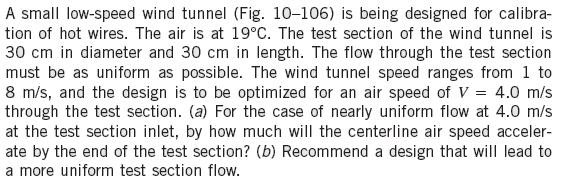 A small low-speed wind tunnel (Fig. 10–106) is being designed for calibra-
tion of hot wires. The air is at 19°C. The test section of the wind tunnel is
30 cm in diameter and 30 cm in length. The flow through the test section
must be as uniform as possible. The wind tunnel speed ranges from 1 to
8 m/s, and the design is to be optimized for an air speed of V = 4.0 m/s
through the test section. (a) For the case of nearly uniform flow at 4.0 m/s
at the test section inlet, by how much will the centerline air speed acceler-
ate by the end of the test section? (b) Recommend a design that will lead to
a more uniform test section flow.